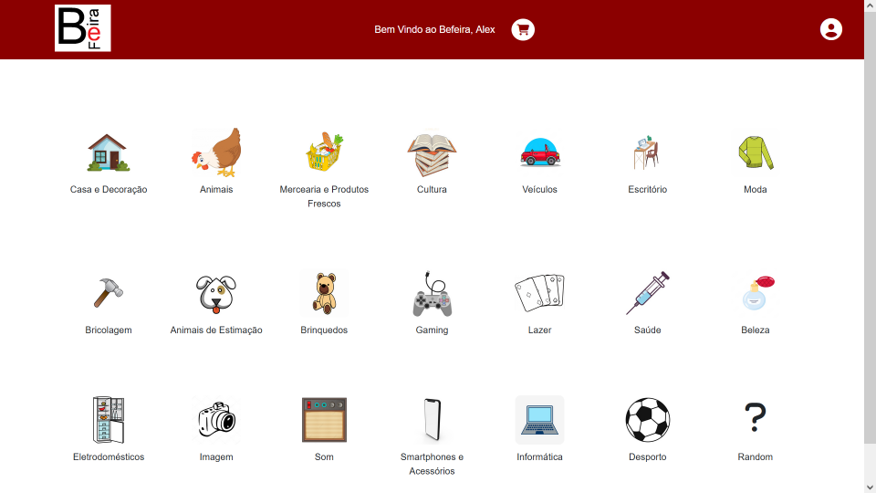 Be
Feira
Bem Vindo ao Befeira, Alex
Casa e Decoração
Animais
Mercearia e Produtos
Frescos
Cultura
Veículos
Escritório
Moda
Bricolagem
Animais de Estimação
Brinquedos
Gaming
Lazer
Saúde
Beleza
Eletrodomésticos
Imagem
Som
Smartphones e
Acessórios
Informática
Desporto
?
Random